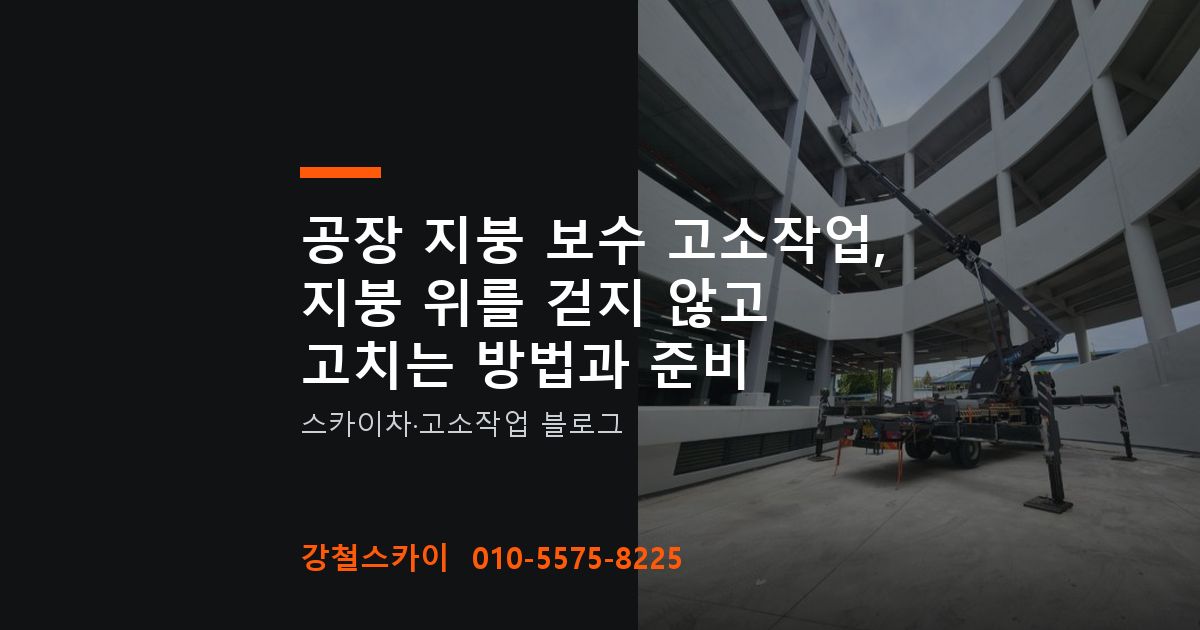 공장 지붕 보수 고소작업,
지붕 위를 걷지 않고
고치는 방법과 준비
스카이차·고소작업 블로그
강철스카이 010-5575-8225